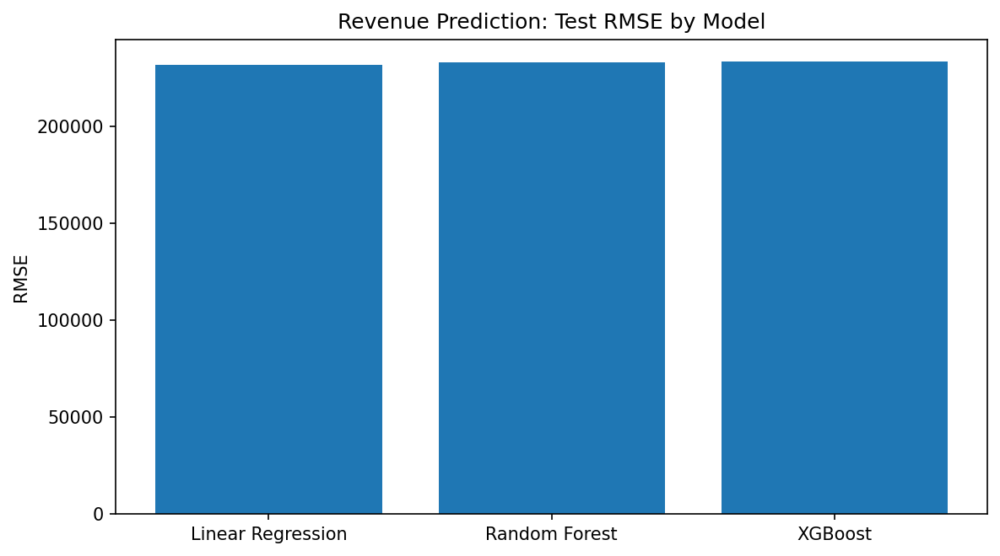 Revenue Prediction: Test RMSE by Model
200000
150000
100000
50000
0
RMSE
Linear Regression
Random Forest
XGBoost